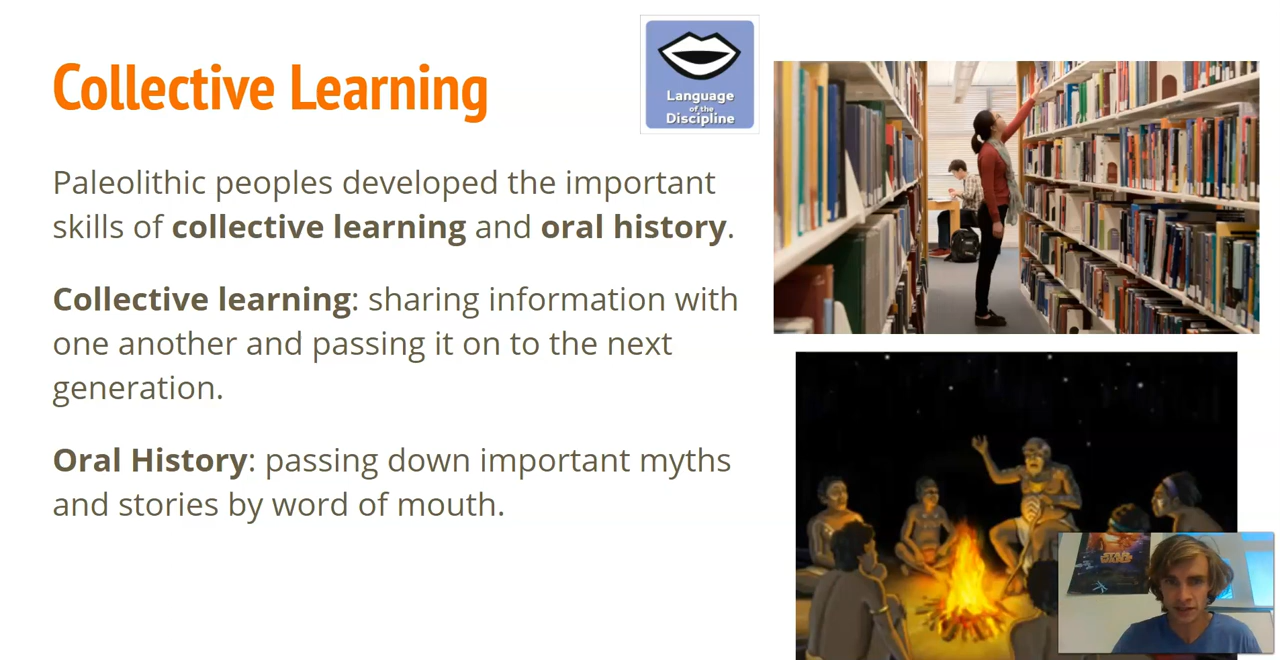 Collective Learning
Language
of the
Discipline
Paleolithic peoples developed the important
skills of collective learning and oral history.
Collective learning: sharing information with
one another and passing it on to the next
generation.
Oral History: passing down important myths
and stories by word of mouth.
STAR
WARS